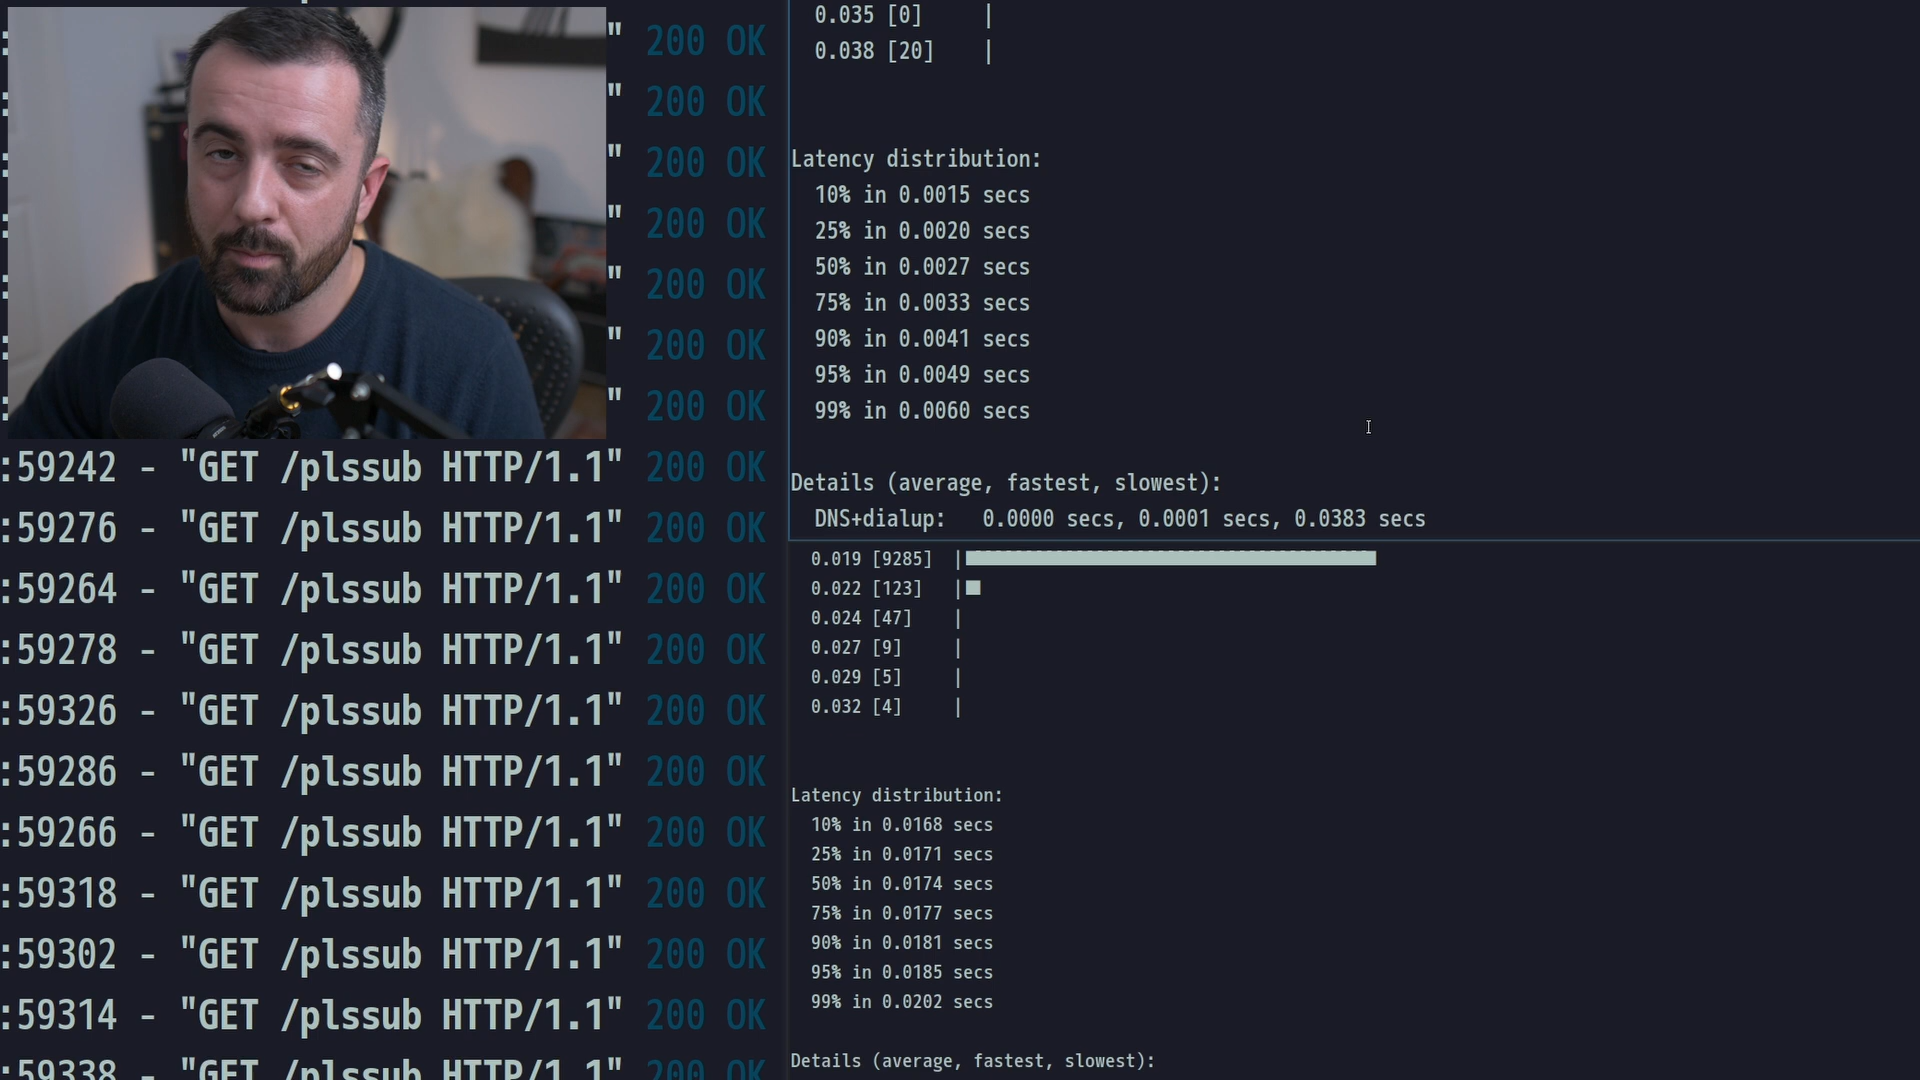 " 200 OK
" 200 OK
" 200 OK
" 200 OK
" 200 OK
" 200 OK
" 200 OK
:59242 - "GET /plssub HTTP/1.1" 200 OK
:59276 - "GET /plssub HTTP/1.1" 200 OK
:59264 - "GET /plssub HTTP/1.1" 200 OK
:59278 - "GET /plssub HTTP/1.1" 200 OK
:59326 - "GET /plssub HTTP/1.1" 200 OK
:59286 - "GET /plssub HTTP/1.1" 200 OK
:59266 - "GET /plssub HTTP/1.1" 200 OK
:59318 - "GET /plssub HTTP/1.1" 200 OK
:59302 - "GET /plssub HTTP/1.1" 200 OK
:59314 - "GET /plssub HTTP/1.1" 200 OK
:59338 - "GET /plssub HTTP/1.1" 200 OK
0.035 [0] |
0.038 [20] |
Latency distribution:
10% in 0.0015 secs
25% in 0.0020 secs
50% in 0.0027 secs
75% in 0.0033 secs
90% in 0.0041 secs
95% in 0.0049 secs
99% in 0.0060 secs
Details (average, fastest, slowest):
DNS+dialup: 0.0000 secs, 0.0001 secs, 0.0383 secs
0.019 [9285] |■■■■■■■■■■■■■■■■■■■■■■■■■■■■■■■■■■■■■■■■
0.022 [123] |■
0.024 [47] |
0.027 [9] |
0.029 [5] |
0.032 [4] |
Latency distribution:
10% in 0.0168 secs
25% in 0.0171 secs
50% in 0.0174 secs
75% in 0.0177 secs
90% in 0.0181 secs
95% in 0.0185 secs
99% in 0.0202 secs
Details (average, fastest, slowest):